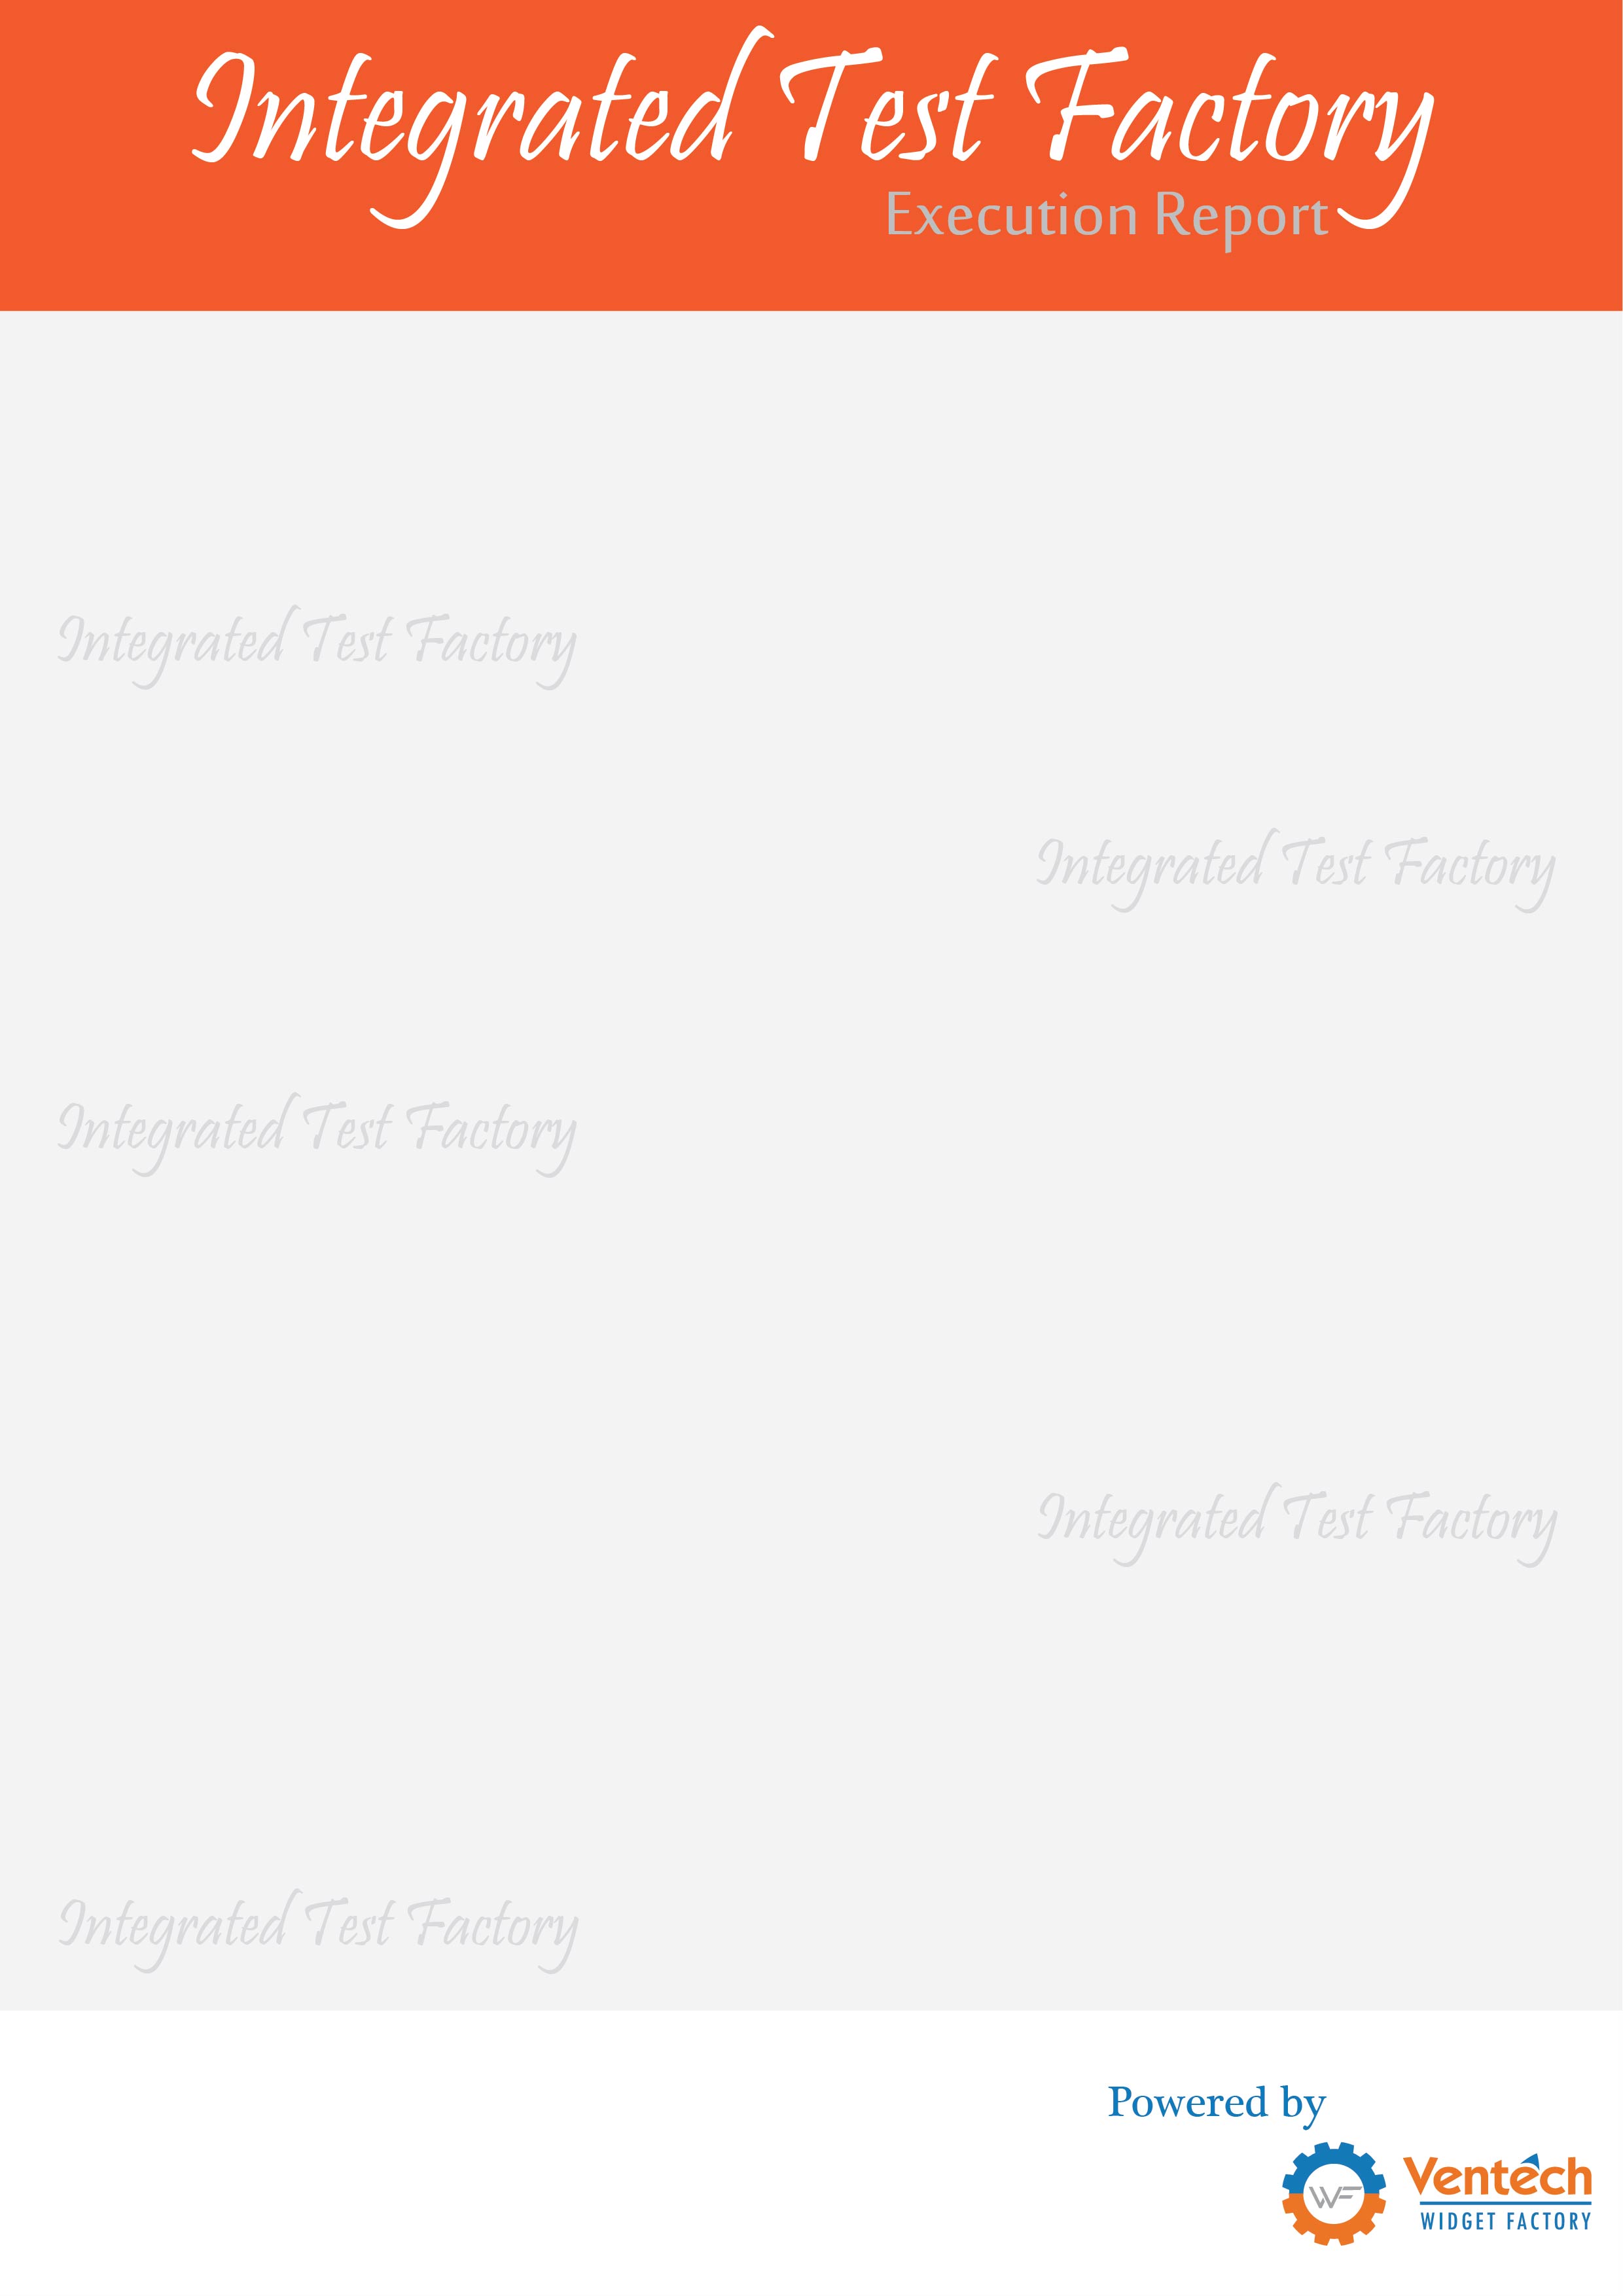 Integrated Test Factory
Execution Report
Integrated Test Factory
Integrated Test Factory
Integrated Test Factory
Integrated Test Factory
Integrated Test Factory
Powered by
WF
Ventéch
WIDGET FACTORY